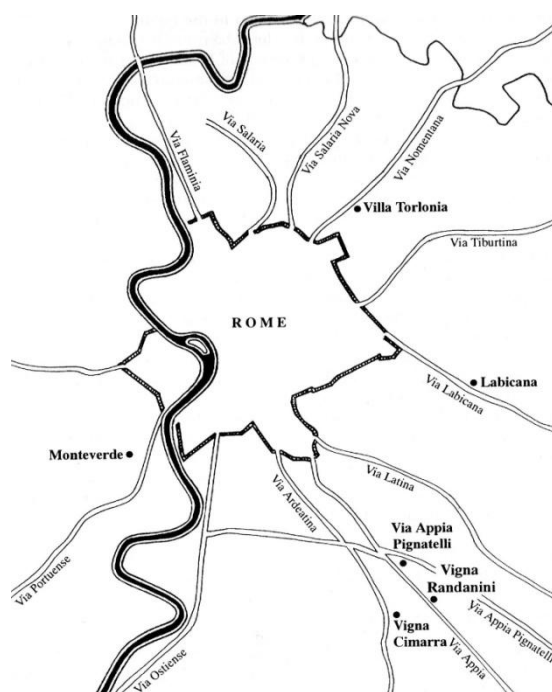 Via Flaminia
Via Salaria
Via Salaria Nova
Via Nomentana
Villa Torlonia
Via Tiburtina
ROME
Labicana
Via Labicana
Monteverde
Via Latina
Via Ardeatina
Via Appia
Pignatelli
Vigna
Randanini
Via Portuense
Vigna
Cimarra
Via Appia Pignatelli
Via Appia
Via Ostiense